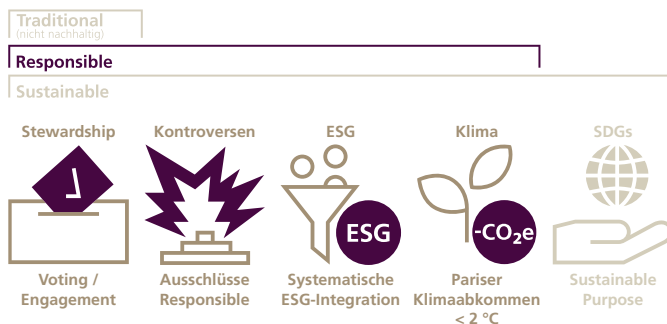 Traditional
(nicht nachhaltig)
Responsible
Sustainable
Stewardship
Kontroversen
ESG
Klima
SDGs
ESG
-CO₂e
Voting /
Engagement
Ausschlüsse
Responsible
Systematische
ESG-Integration
Pariser
Klimaabkommen
< 2 °C
Sustainable
Purpose